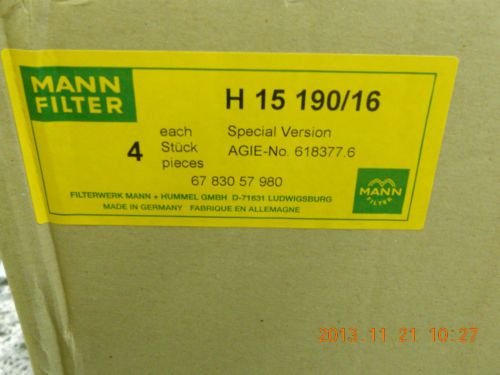 MANN
FILTER
H 15 190/16
4
each
Stück
pieces
Special Version
AGIE-No. 618377.6
67 830 57 980
FILTERWERK MANN + HUMMEL GMBH D-71631 LUDWIGSBURG
MADE IN GERMANY FABRIQUE EN ALLEMAGNE
MANN
FILTER
2013.11.21 10:27